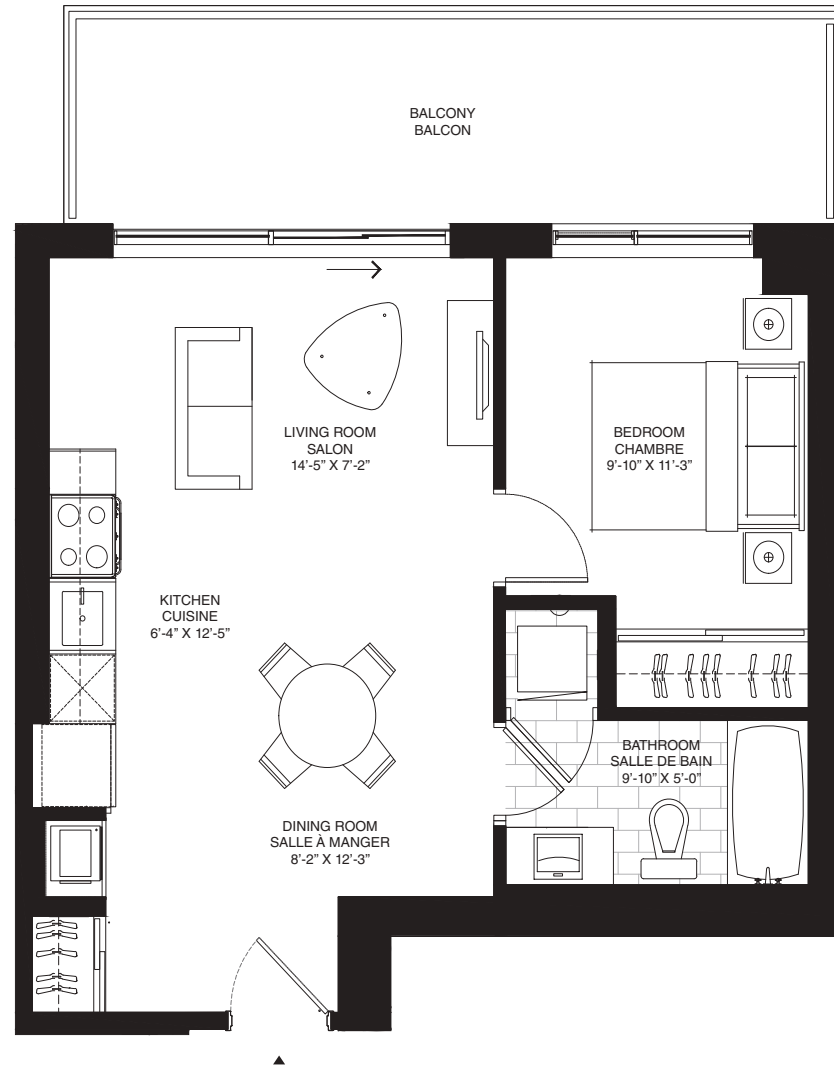 BALCONY
BALCON
LIVING ROOM
SALON
14'-5” X 7'-2”
BEDROOM
CHAMBRE
9'-10” X 11'-3”
KITCHEN
CUISINE
6'-4” X 12'-5”
BATHROOM
SALLE DE BAIN
9'-10” X 5'-0”
DINING ROOM
SALLE À MANGER
8'-2” X 12'-3”